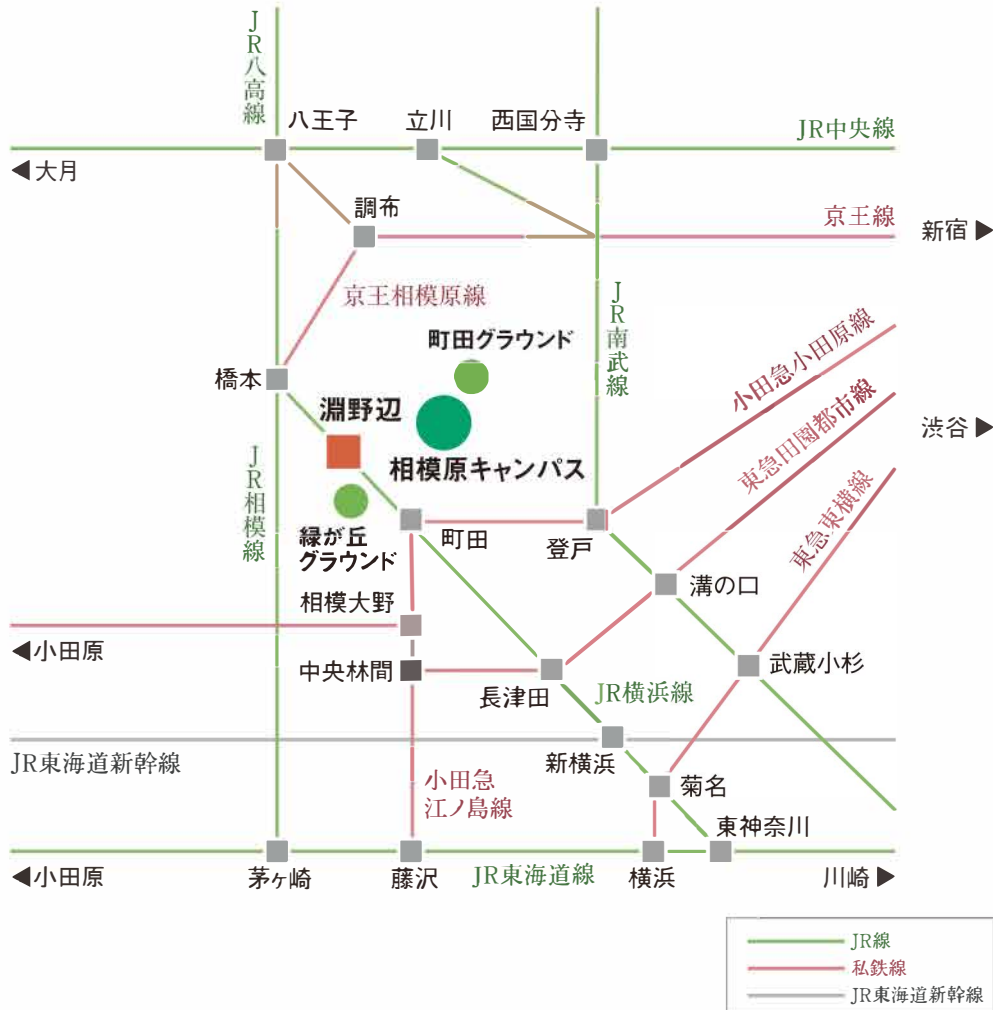 JR八高線
八王子
立川
西国分寺
JR中央線
◀大月
調布
京王線
新宿▶
京王相模原線
JR南武線
町田グラウンド
小田急小田原線
橋本
淵野辺
東急田園都市線
渋谷▶
相模原キャンパス
JR相模線
東急東横線
緑が丘
グラウンド
町田
登戸
溝の口
相模大野
◀小田原
中央林間
武蔵小杉
長津田
JR横浜線
JR東海道新幹線
新横浜
小田急
江ノ島線
菊名
東神奈川
◀小田原
茅ヶ崎
藤沢
JR東海道線
横浜
川崎▶
JR線
私鉄線
JR東海道新幹線